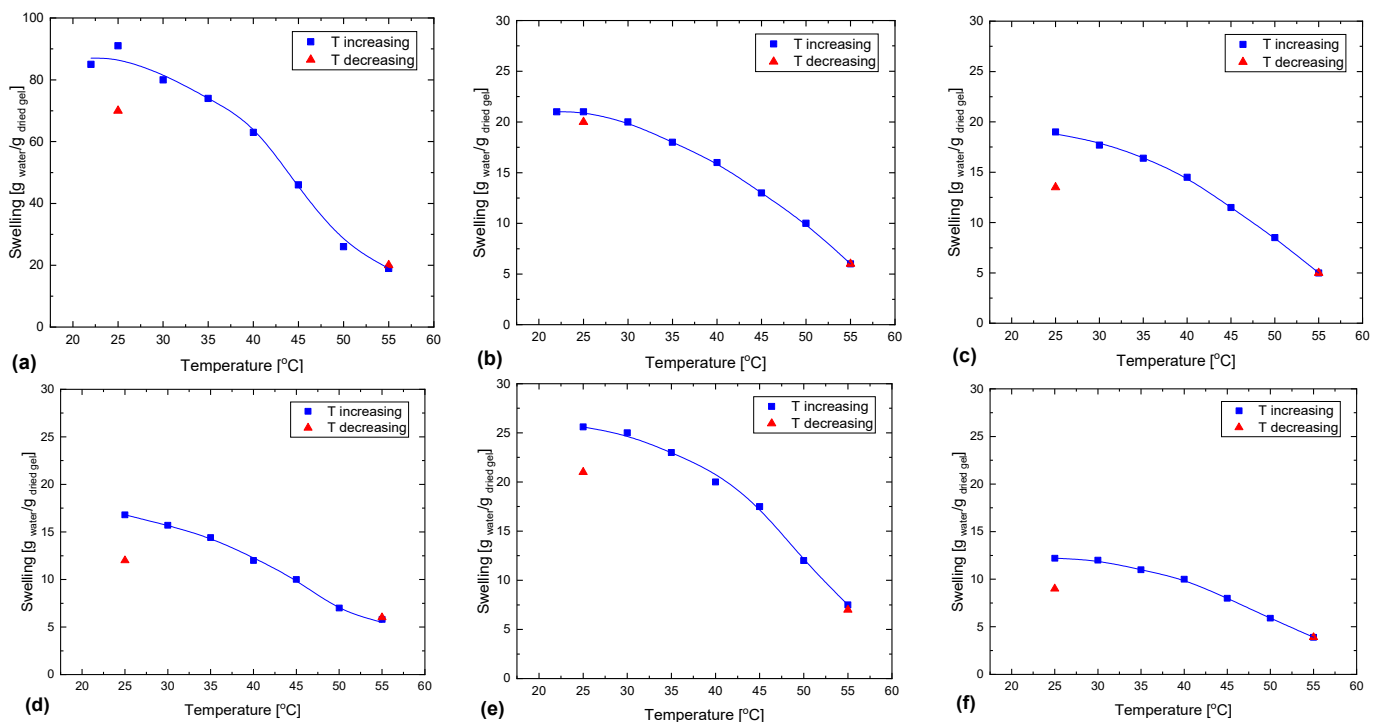 100
80
60
40
20
0
Swelling [g water/g dried gel]
T increasing
T decreasing
20 25 30 35 40 45 50 55 60
Temperature [°C]
(a)
30
25
20
15
10
5
0
Swelling [g water/g dried gel]
T increasing
T decreasing
20 25 30 35 40 45 50 55 60
Temperature [°C]
(b)
30
25
20
15
10
5
0
Swelling [g water/g dried gel]
T increasing
T decreasing
20 25 30 35 40 45 50 55 60
Temperature [°C]
(c)
30
25
20
15
10
5
0
Swelling [g water/g dried gel]
T increasing
T decreasing
20 25 30 35 40 45 50 55 60
Temperature [°C]
(d)
30
25
20
15
10
5
0
Swelling [g water/g dried gel]
T increasing
T decreasing
20 25 30 35 40 45 50 55 60
Temperature [°C]
(e)
30
25
20
15
10
5
0
Swelling [g water/g dried gel]
T increasing
T decreasing
20 25 30 35 40 45 50 55 60
Temperature [°C]
(f)